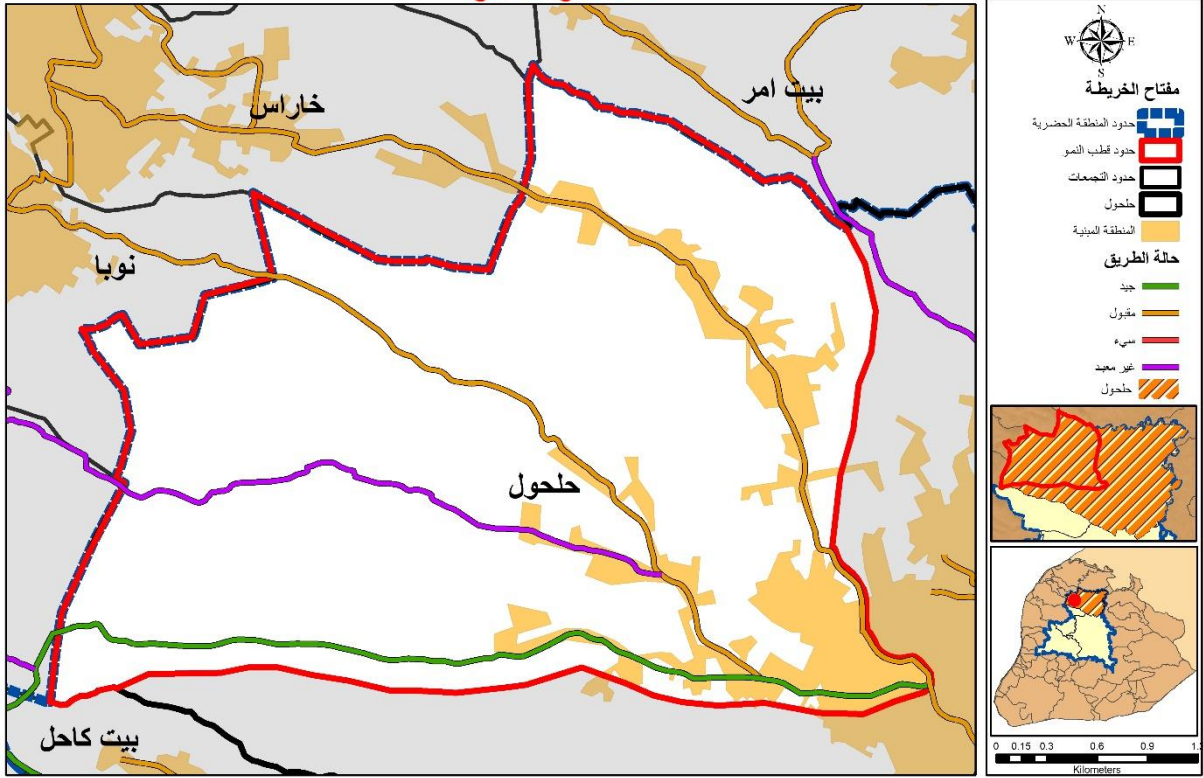 خاراس
بيت امر
نوبا
حلحول
بيت كاحل
N
W E
S
مفتاح الخريطة
حدود المنطقة الحضرية
حدود قطب النمو
حدود التجمعات
حلحول
المنطقة المبنية
حالة الطريق
جيد
مقبول
سيء
غير معبد
حلحول
0 0.15 0.3 0.6 0.9
Kilometers